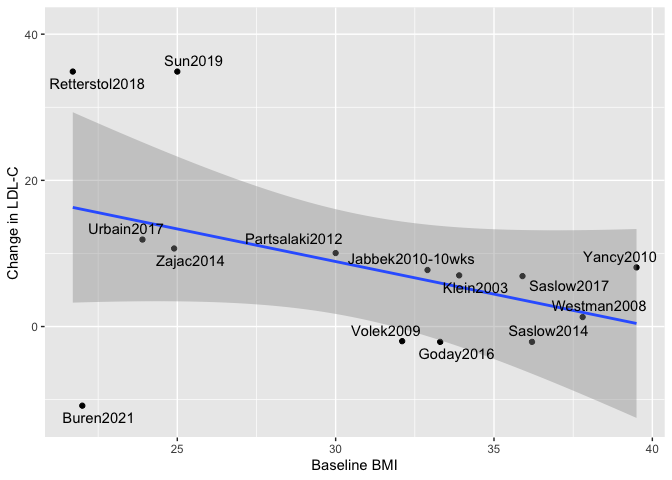 40
20
0
Change in LDL-C
Sun2019
Retterstol2018
Urbain2017
Zajac2014
Partsalaki2012
Jabbek2010-10wks
Klein2003
Yancy2010
Saslow2017
Westman2008
Volek2009
Saslow2014
Goday2016
Buren2021
25
30
35
40
Baseline BMI